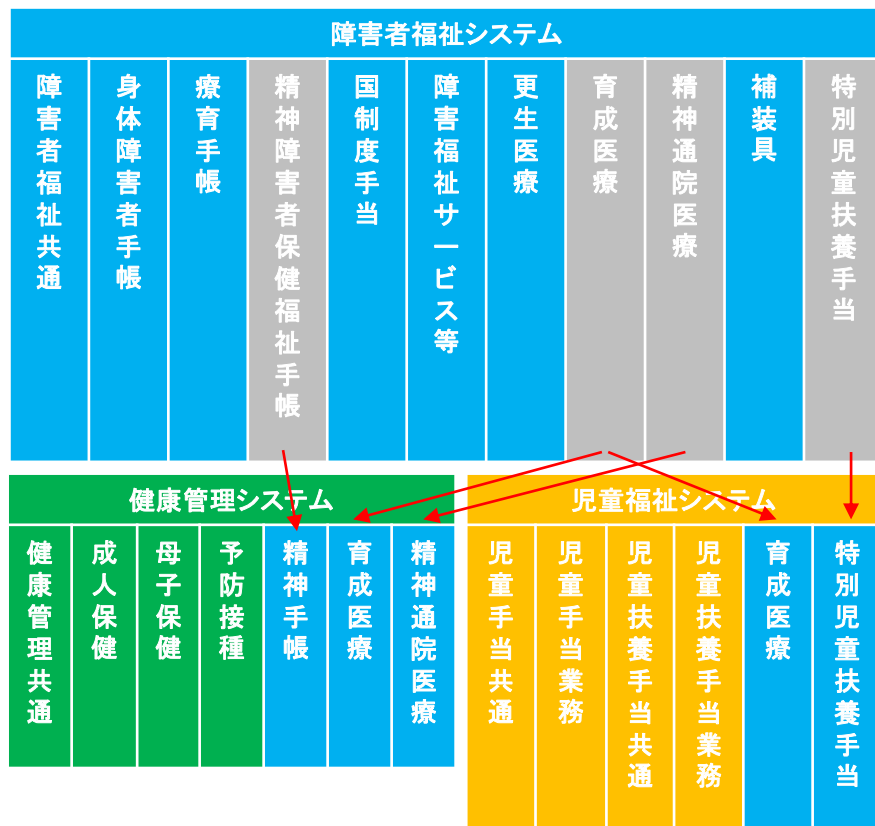 障害者福祉システム
障害者福祉共通
身体障害者手帳
療育手帳
精神障害者保健福祉手帳
国制度手当
障害福祉サービス等
更生医療
育成医療
精神通院医療
補装具
特別児童扶養手当
健康管理システム
健康管理共通
成人保健
母子保健
予防接種
精神手帳
育成医療
精神通院医療
児童福祉システム
児童手当共通
児童手当業務
児童扶養手当共通
児童扶養手当業務
育成医療
特別児童扶養手当